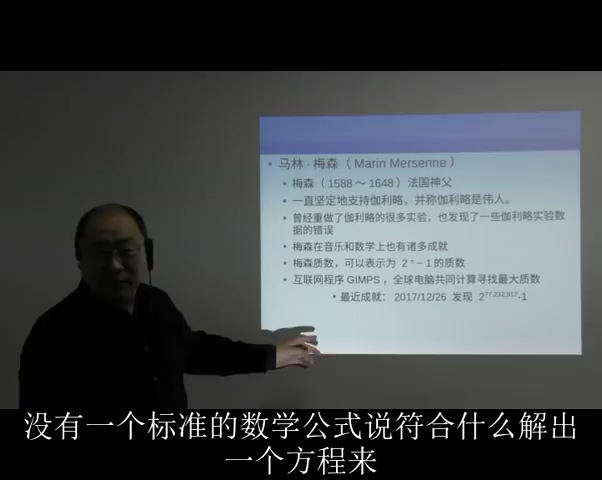 • 马林 · 梅森（ Marin Mersenne ）
• 梅森（ 1588 ～ 1648 ）法国神父
• 一直坚定地支持伽利略，并称伽利略是伟人。
• 曾经重做了伽利略的很多实验，也发现了一些伽利略实验数
据的错误
• 梅森在音乐和数学上也有诸多成就
• 梅森质数，可以表示为 2ⁿ − 1 的质数
• 互联网程序 GIMPS ，全球电脑共同计算寻找最大质数
• 最近成就： 2017/12/26 发现 2^77,232,917-1
没有一个标准的数学公式说符合什么解出
一个方程来